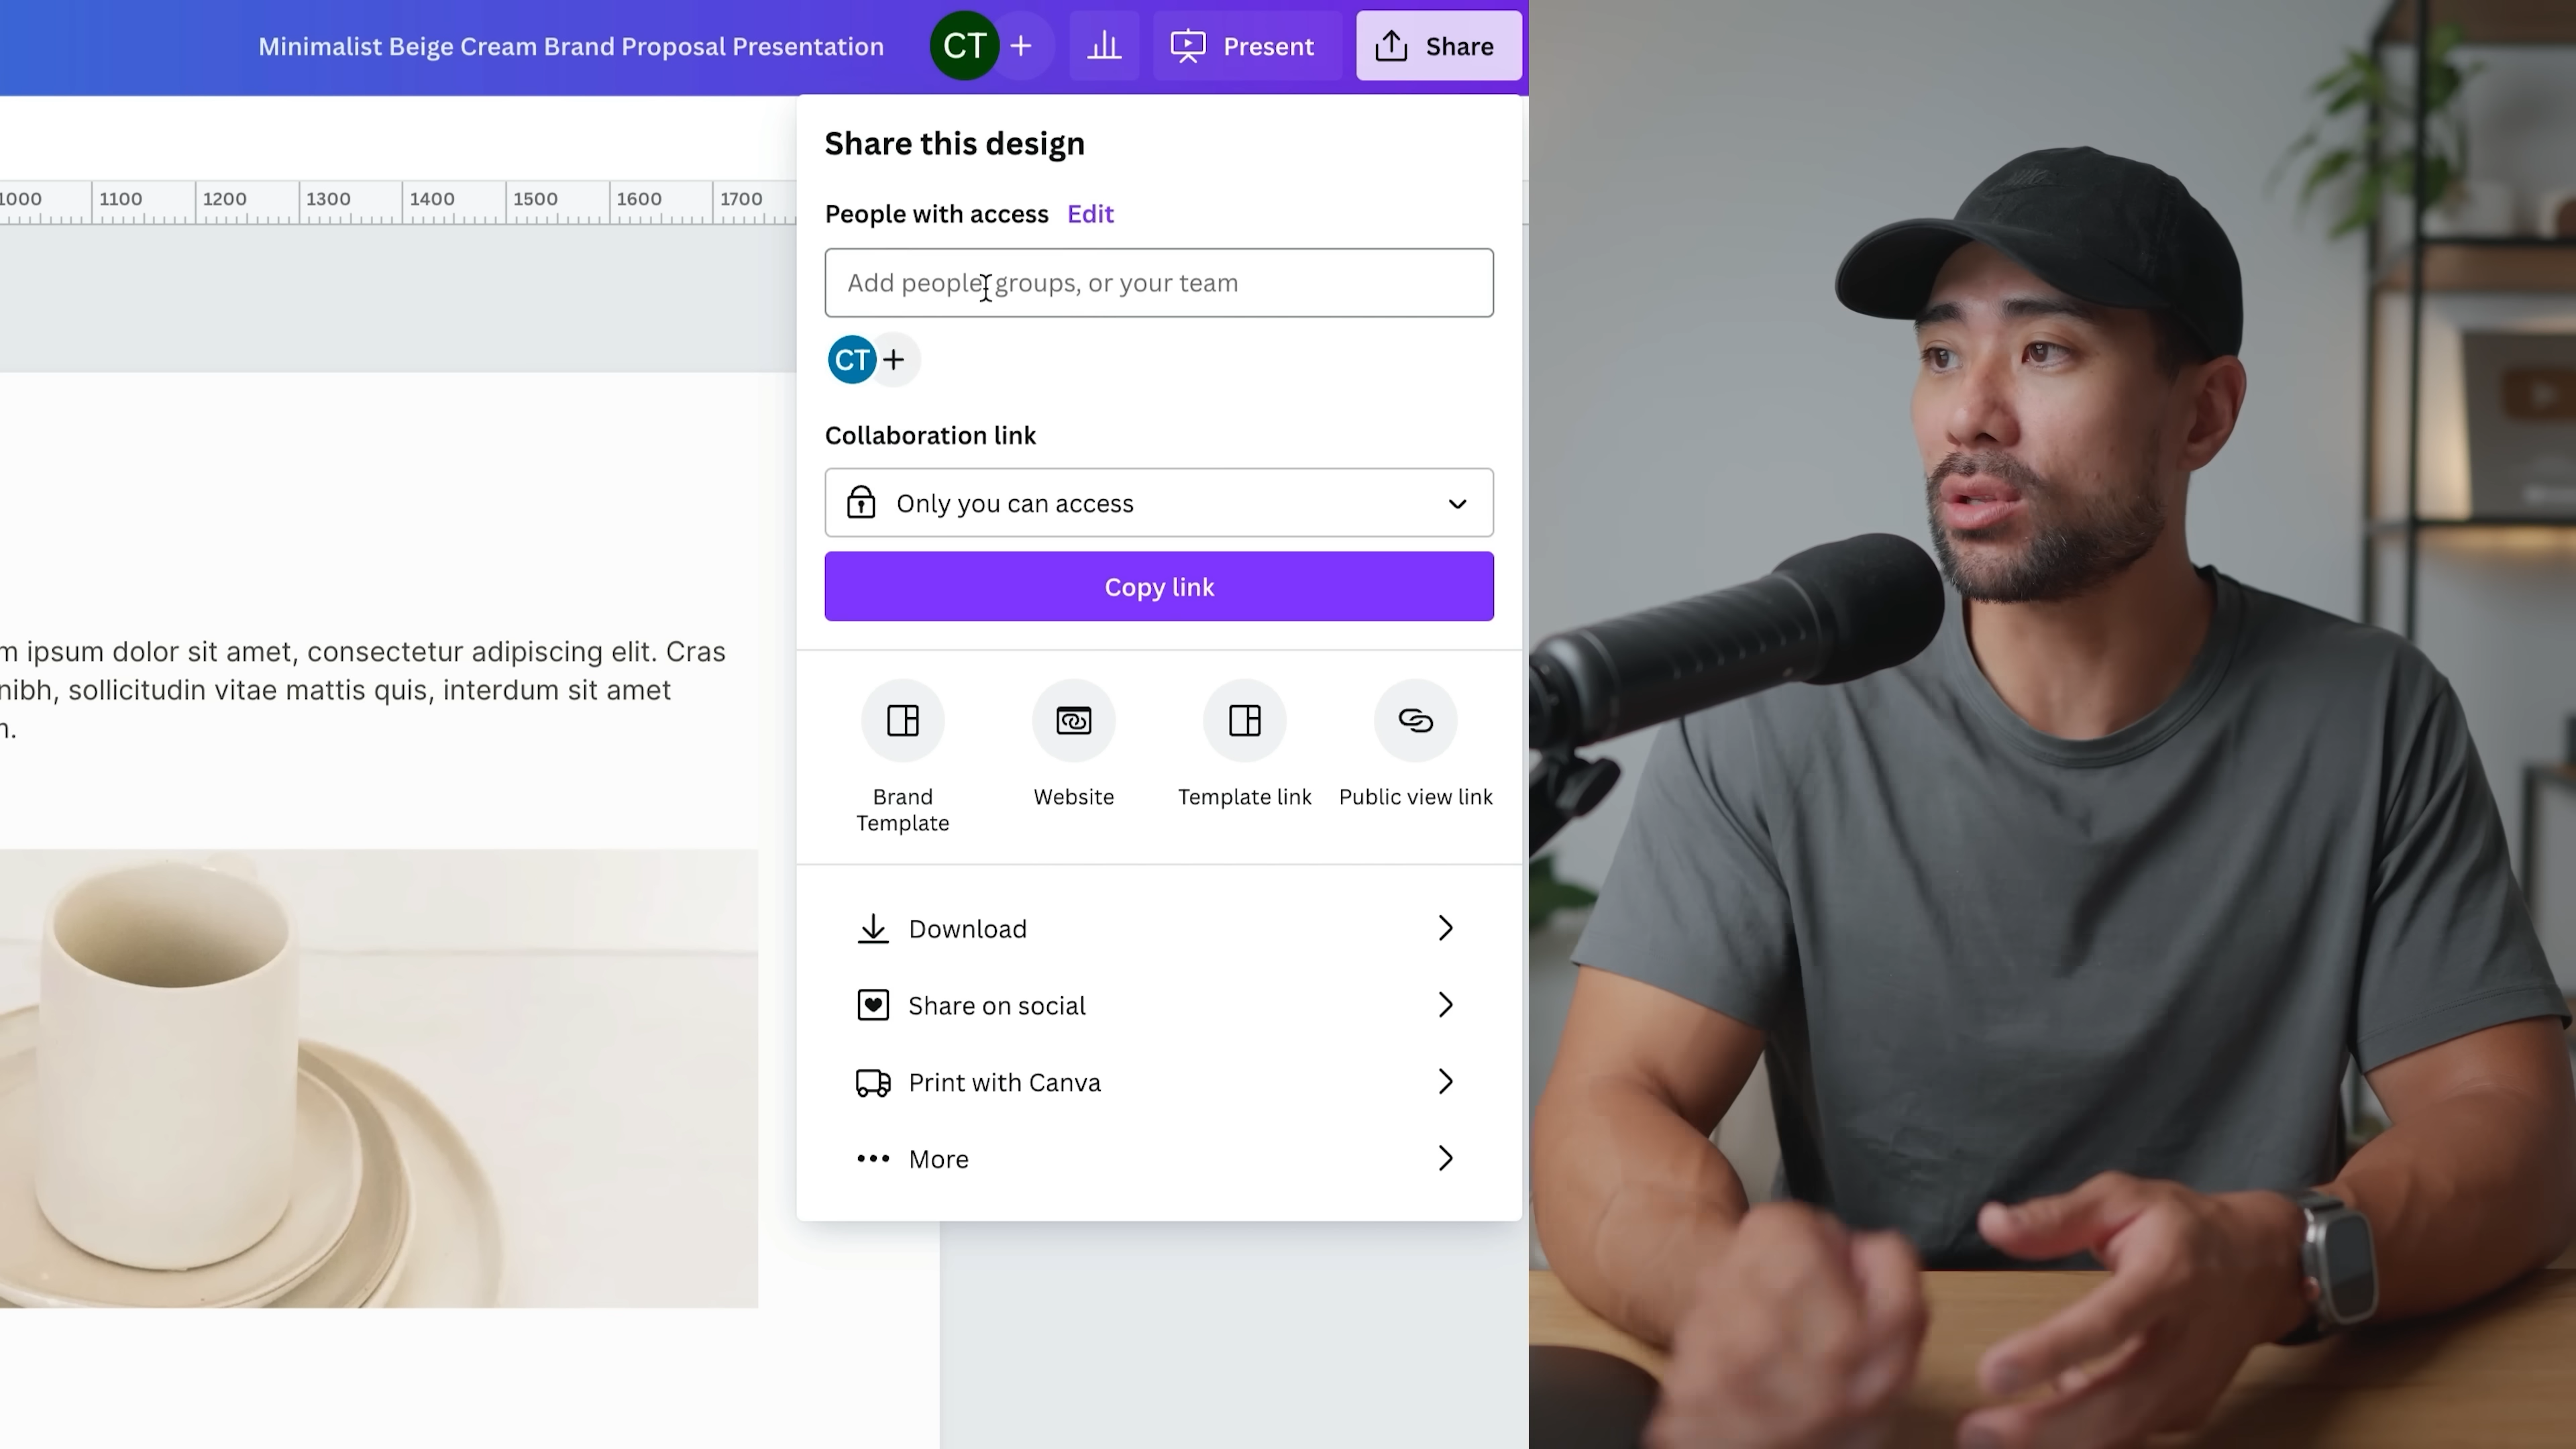 Minimalist Beige Cream Brand Proposal Presentation
CT
Present
Share
1000 1100 1200 1300 1400 1500 1600 1700
Share this design
People with access Edit
Add people, groups, or your team
CT
Collaboration link
Only you can access
Copy link
Brand
Template
Website
Template link
Public view link
Download
Share on social
Print with Canva
More
m ipsum dolor sit amet, consectetur adipiscing elit. Cras
nibh, sollicitudin vitae mattis quis, interdum sit amet